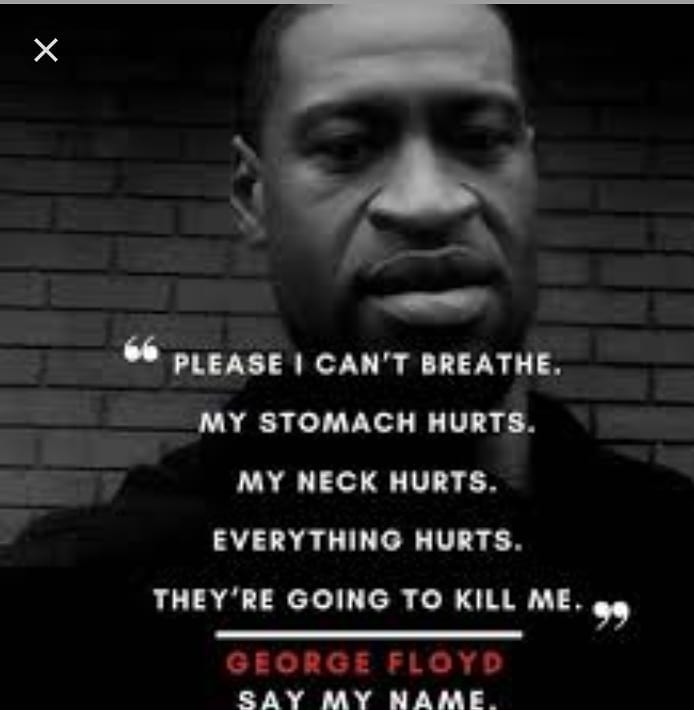 “ PLEASE I CAN’T BREATHE.
MY STOMACH HURTS.
MY NECK HURTS.
EVERYTHING HURTS.
THEY’RE GOING TO KILL ME. ”
GEORGE FLOYD
SAY MY NAME.